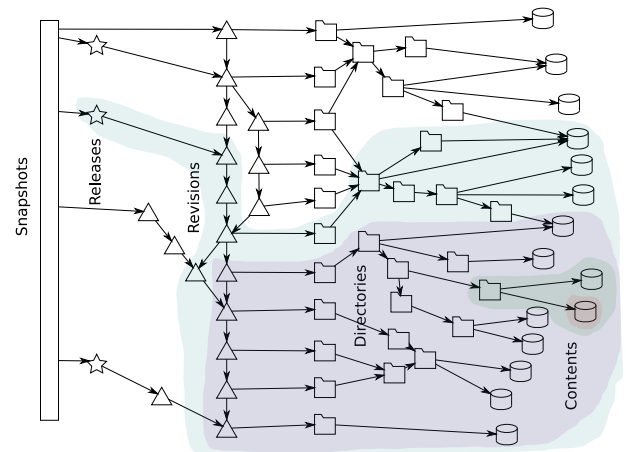 Snapshots
Releases
Revisions
Directories
Contents